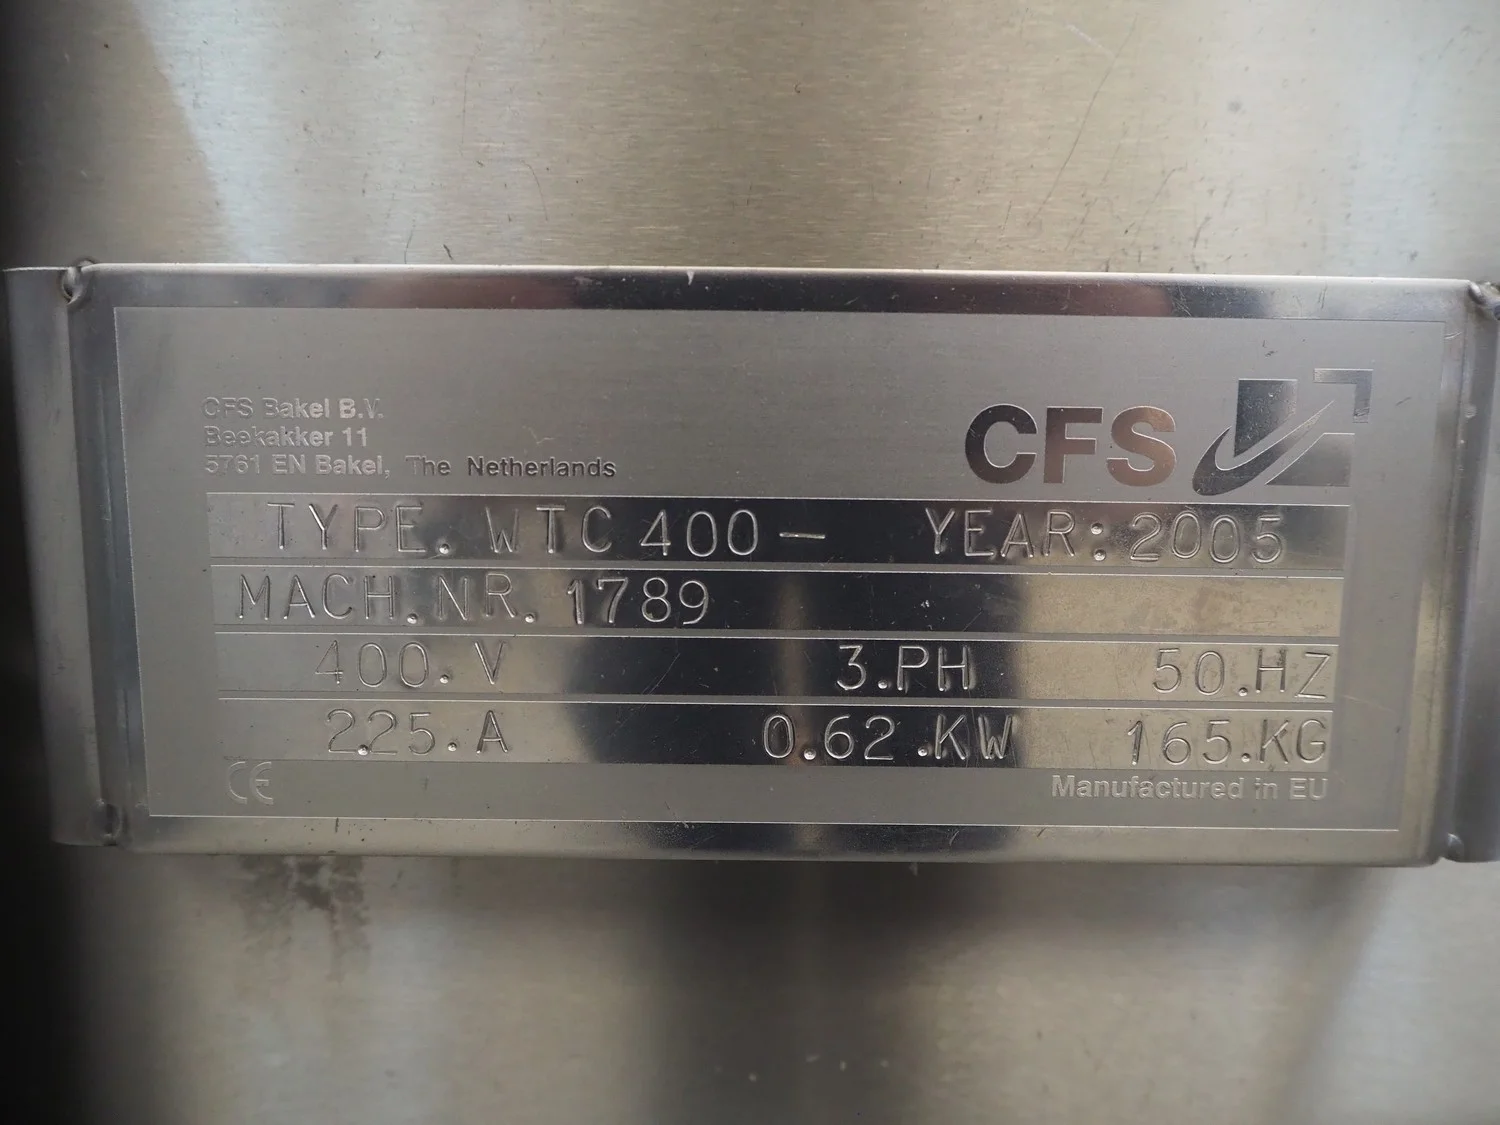 CFS Bakel B.V.
Beekakker 11
5761 EN Bakel, The Netherlands
CFS
TYPE. WTC 400 - YEAR: 2005
MACH.NR. 1789
400.V 3.PH 50.HZ
2.25.A 0.62.KW 165.KG
CE
Manufactured in EU